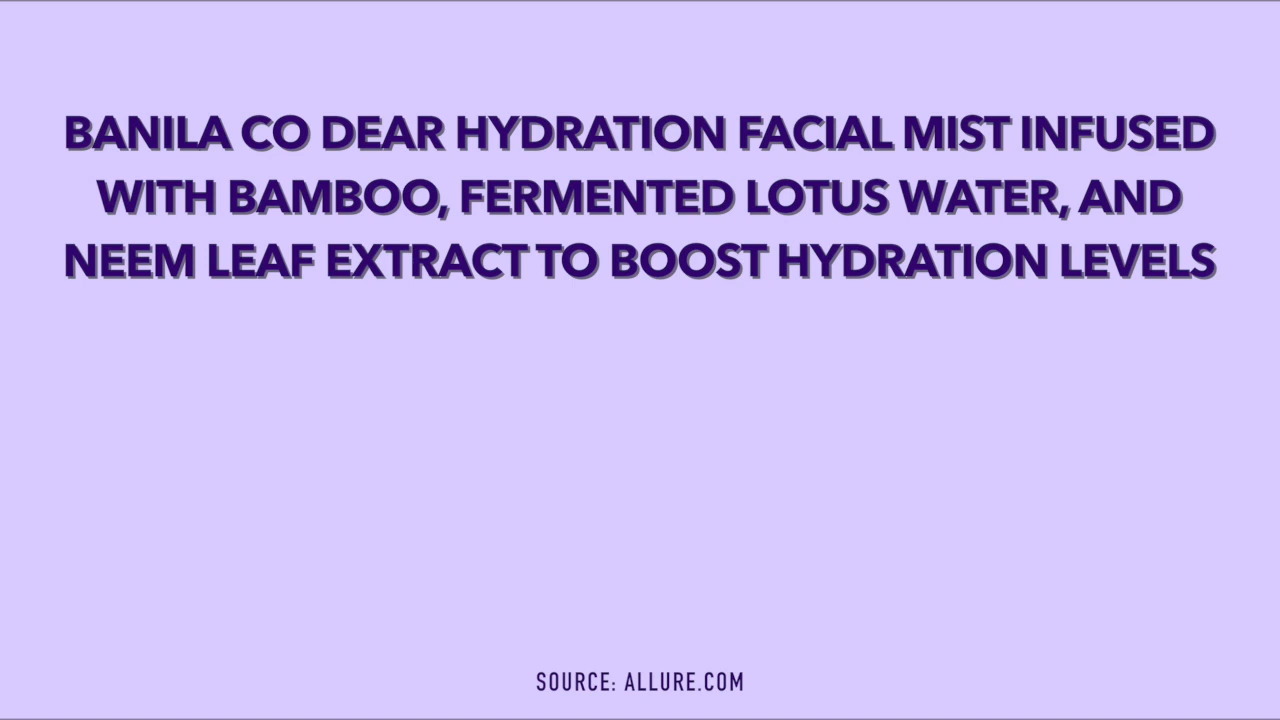 BANILA CO DEAR HYDRATION FACIAL MIST INFUSED
WITH BAMBOO, FERMENTED LOTUS WATER, AND
NEEM LEAF EXTRACT TO BOOST HYDRATION LEVELS
SOURCE: ALLURE.COM